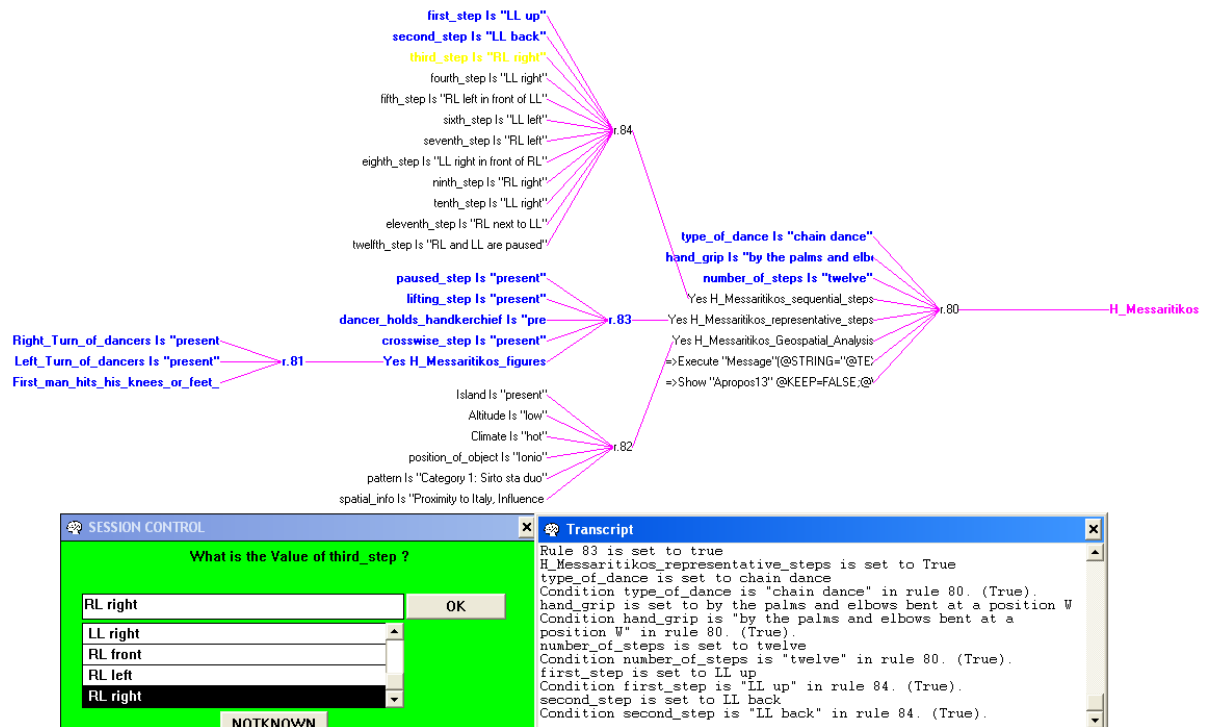 first_step Is "LL up"
second_step Is "LL back"
third_step Is "RL right"
fourth_step Is "LL right"
fifth_step Is "RL left in front of LL"
sixth_step Is "LL left"
seventh_step Is "RL left"
eighth_step Is "LL right in front of RL"
ninth_step Is "RL right"
tenth_step Is "LL right"
eleventh_step Is "RL next to LL"
twelfth_step Is "RL and LL are paused"
r.84
paused_step Is "present"
lifting_step Is "present"
dancer_holds_handkerchief Is "pre
crosswise_step Is "present"
Yes H_Messaritikos_figures
r.83
Right_Turn_of_dancers Is "present
Left_Turn_of_dancers Is "present"
First_man_hits_his_knees_or_feet_
r.81
Island Is "present"
Altitude Is "low"
Climate Is "hot"
position_of_object Is "Ionio"
pattern Is "Category 1: Sirto sta duo"
spatial_info Is "Proximity to Italy, Influence
r.82
type_of_dance Is "chain dance"
hand_grip Is "by the palms and elbo
number_of_steps Is "twelve"
Yes H_Messaritikos_sequential_steps
Yes H_Messaritikos_representative_steps
Yes H_Messaritikos_Geospatial_Analysis
=>Execute "Message"(@STRING="@TE
=>Show "Apropos13" @KEEP=FALSE;@
r.80
H_Messaritikos
SESSION CONTROL
What is the Value of third_step ?
RL right
OK
LL right
RL front
RL left
RL right
NOTKNOWN
Transcript
Rule 83 is set to true
H_Messaritikos_representative_steps is set to True
type_of_dance is set to chain dance
Condition type_of_dance is "chain dance" in rule 80. (True).
hand_grip is set to by the palms and elbows bent at a position W
Condition hand_grip is "by the palms and elbows bent at a
position W" in rule 80. (True).
number_of_steps is set to twelve
Condition number_of_steps is "twelve" in rule 80. (True).
first_step is set to LL up
Condition first_step is "LL up" in rule 84. (True).
second_step is set to LL back
Condition second_step is "LL back" in rule 84. (True).